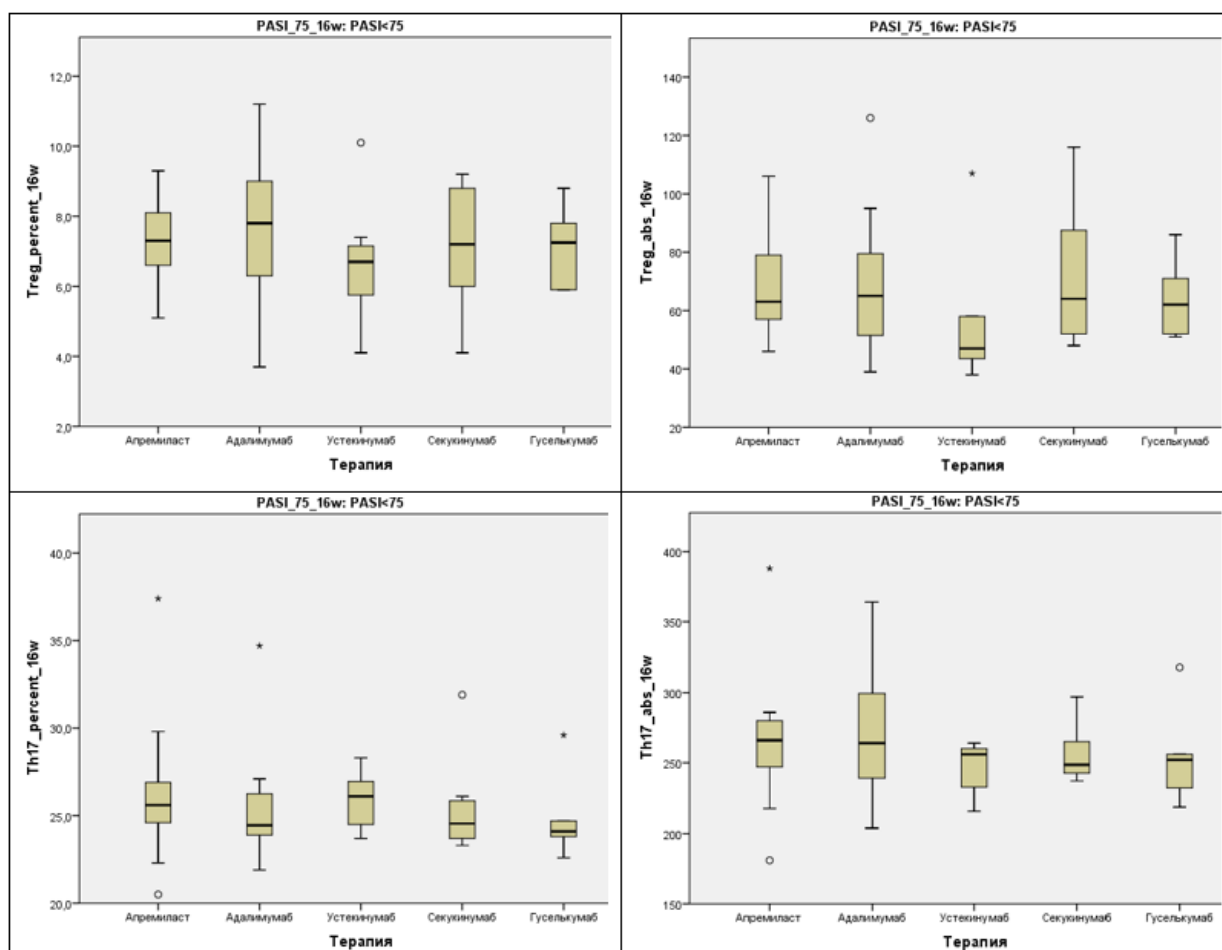 PASI_75_16w: PASI<75
Treg_percent_16w
12,0
10,0
8,0
6,0
4,0
2,0
Апремиласт Адалимумаб Устекинумаб Секукинумаб Гуселькумаб
Терапия
PASI_75_16w: PASI<75
Treg_abs_16w
140
120
100
80
60
40
20
Апремиласт Адалимумаб Устекинумаб Секукинумаб Гуселькумаб
Терапия
PASI_75_16w: PASI<75
Th17_percent_16w
40,0
35,0
30,0
25,0
20,0
Апремиласт Адалимумаб Устекинумаб Секукинумаб Гуселькумаб
Терапия
PASI_75_16w: PASI<75
Th17_abs_16w
400
350
300
250
200
150
Апремиласт Адалимумаб Устекинумаб Секукинумаб Гуселькумаб
Терапия